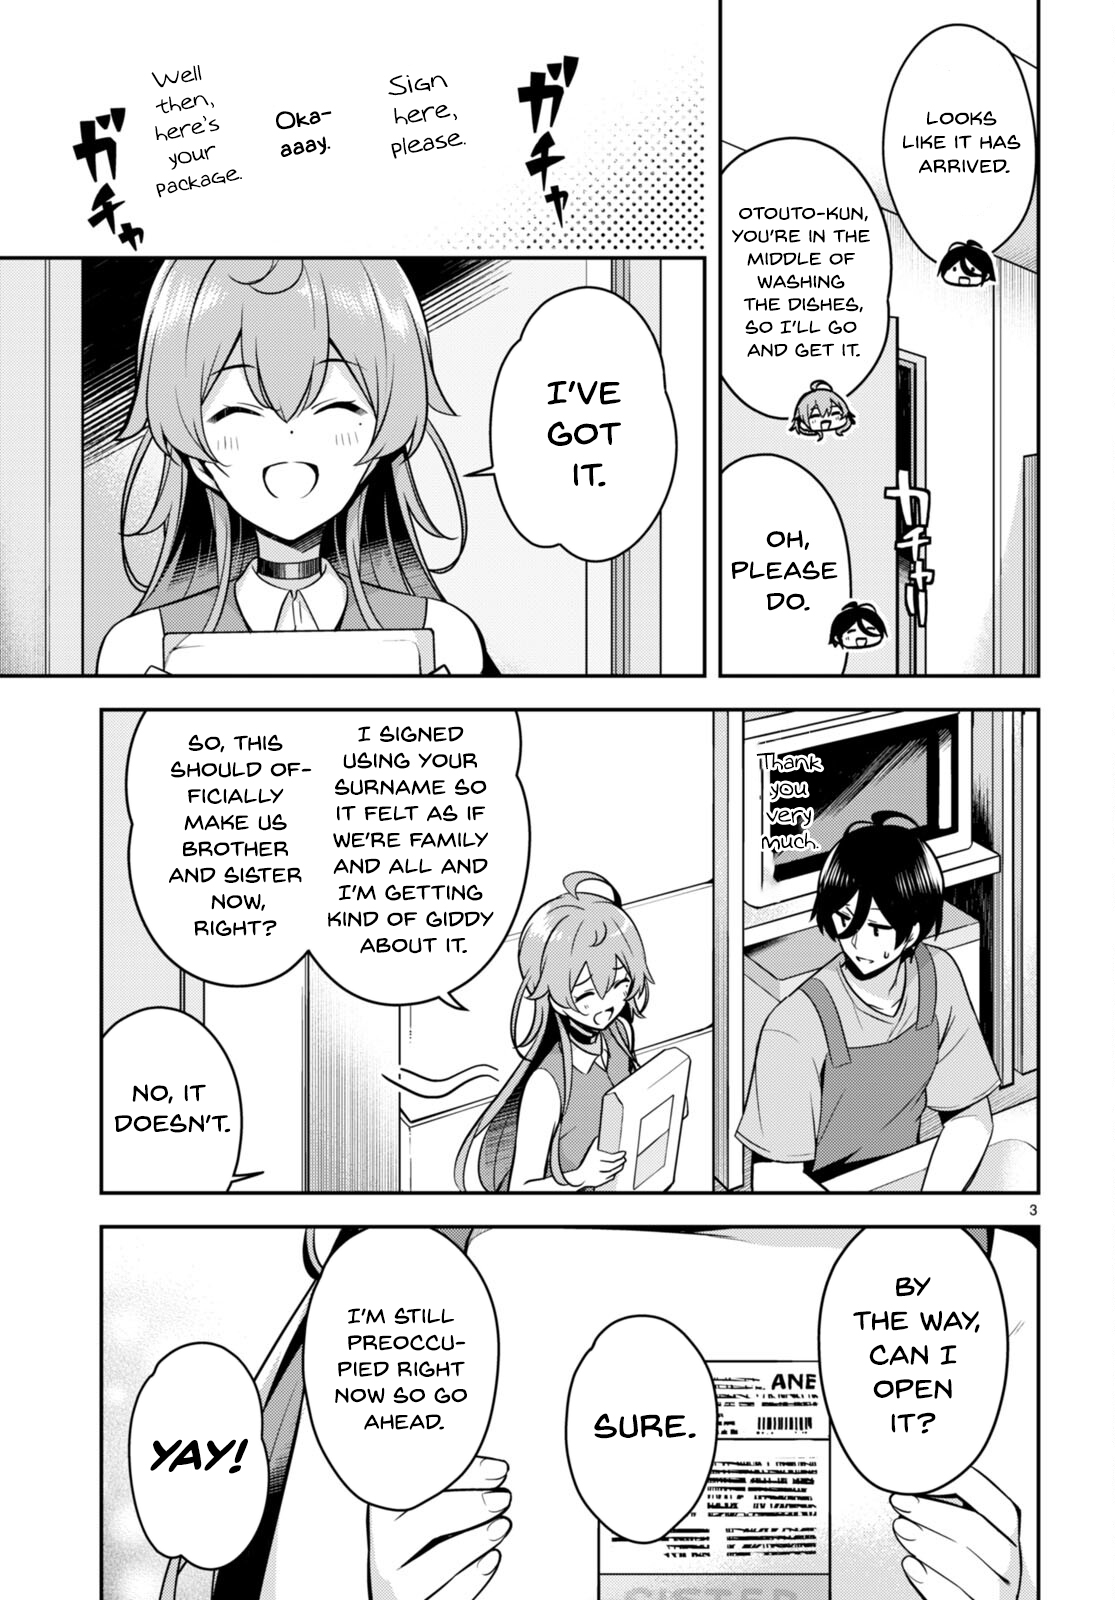 LOOKS
LIKE IT HAS
ARRIVED.
OTOUTO-KUN,
YOU'RE IN THE
MIDDLE OF
WASHING
THE DISHES,
SO I'LL GO
AND GET IT.
OH,
PLEASE
DO.
ガチャ
Sign
here,
please.
Oka-
aaay.
Well
then,
here's
your
package.
ガチャ
ガチャ
I'VE
GOT
IT.
Thank
you
very
much.
I SIGNED
USING YOUR
SURNAME SO
IT FELT AS IF
WE'RE FAMILY
AND ALL AND
I'M GETTING
KIND OF GIDDY
ABOUT IT.
SO, THIS
SHOULD OF-
FICIALLY
MAKE US
BROTHER
AND SISTER
NOW,
RIGHT?
NO, IT
DOESN'T.
3
BY
THE WAY,
CAN I
OPEN
IT?
SURE.
ANE
SISTER
I'M STILL
PREOCCU-
PIED RIGHT
NOW SO GO
AHEAD.
YAY!